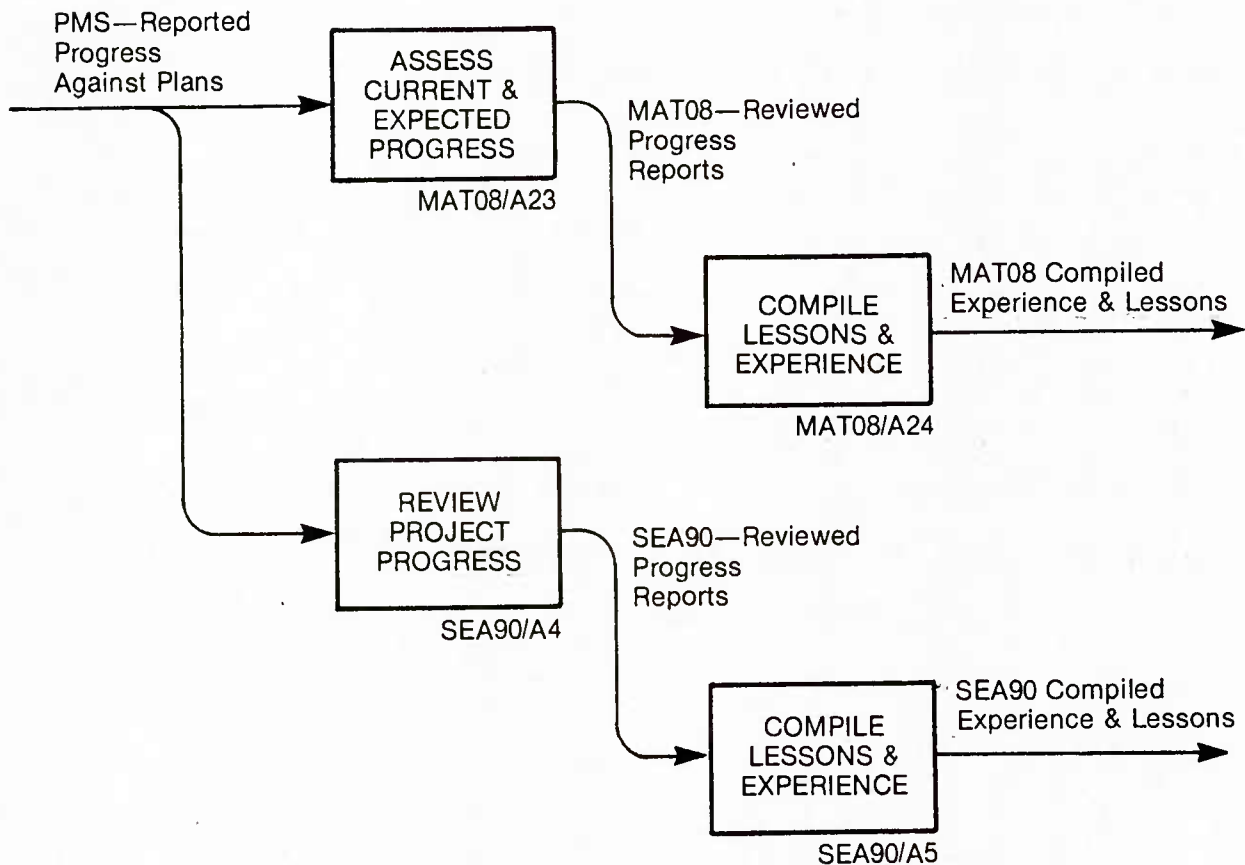 PMS—Reported
Progress
Against Plans
ASSESS
CURRENT &
EXPECTED
PROGRESS
MAT08/A23
MAT08—Reviewed
Progress
Reports
COMPILE
LESSONS &
EXPERIENCE
MAT08/A24
MAT08 Compiled
Experience & Lessons
REVIEW
PROJECT
PROGRESS
SEA90/A4
SEA90—Reviewed
Progress
Reports
COMPILE
LESSONS &
EXPERIENCE
SEA90/A5
SEA90 Compiled
Experience & Lessons